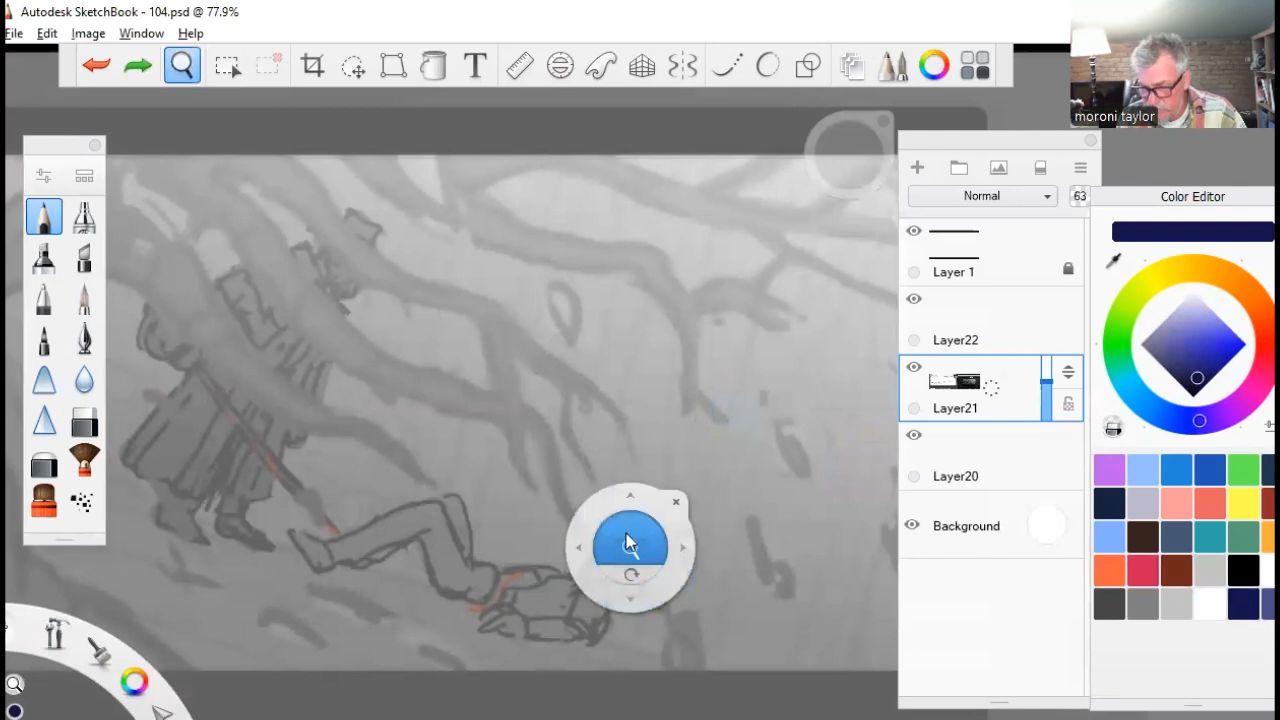 Autodesk SketchBook - 104.psd @ 77.9%
File Edit Image Window Help
moroni taylor
Normal
63
Color Editor
Layer 1
Layer22
Layer21
Layer20
Background